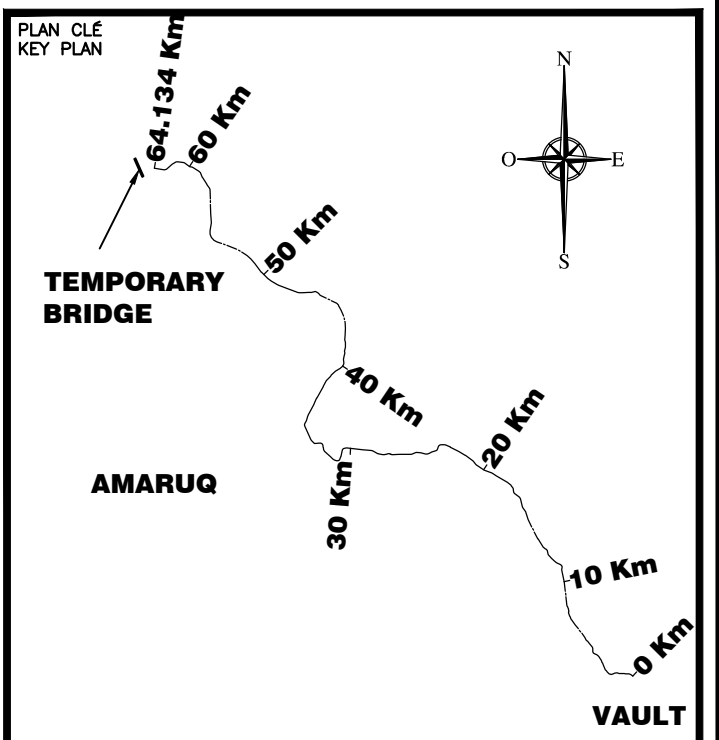 PLAN CLÉ
KEY PLAN
64.134 Km
60 Km
N
O
E
S
50 Km
TEMPORARY
BRIDGE
40 Km
20 Km
AMARUQ
30 Km
10 Km
0 Km
VAULT